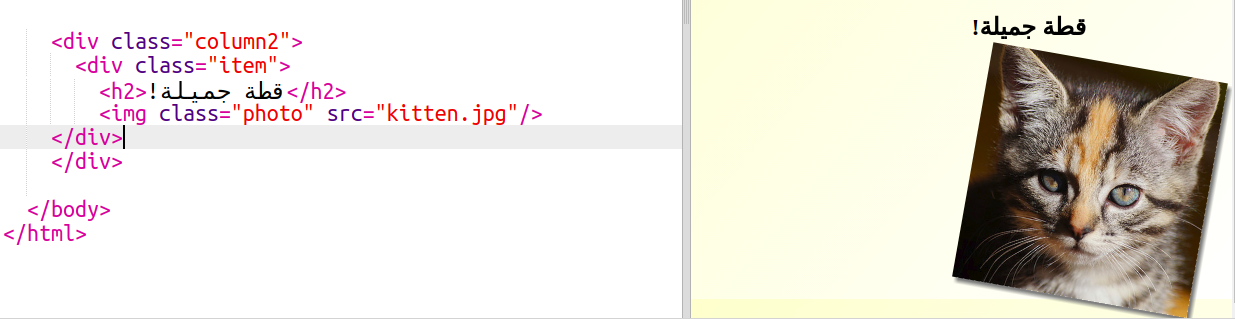 <div class="column2">
<div class="item">
<h2>قطة جميلة!</h2>
<img class="photo" src="kitten.jpg"/>
</div>
</div>
</body>
</html>
قطة جميلة!